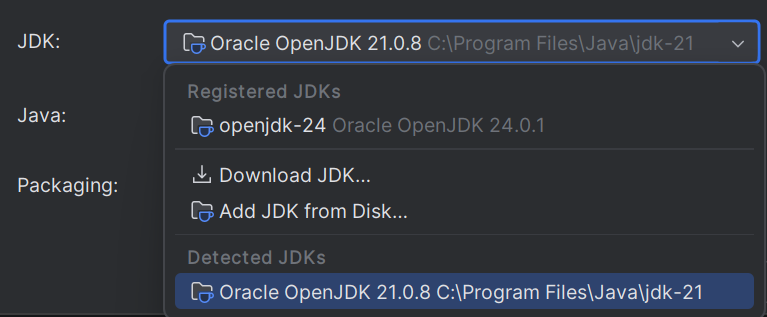 JDK: Oracle OpenJDK 21.0.8 C:\Program Files\Java\jdk-21
Registered JDKs
Java: openjdk-24 Oracle OpenJDK 24.0.1
Download JDK...
Packaging:
Add JDK from Disk...
Detected JDKs
Oracle OpenJDK 21.0.8 C:\Program Files\Java\jdk-21